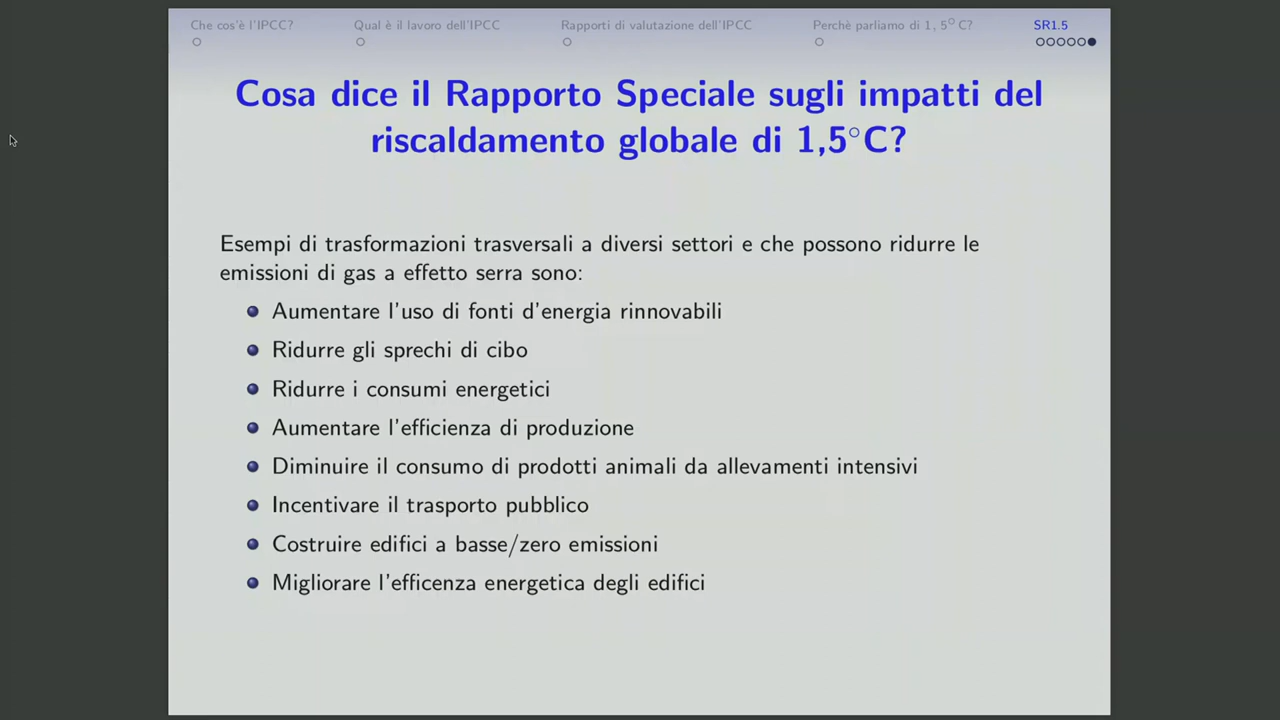 Che cos'è l'IPCC? Qual è il lavoro dell'IPCC Rapporti di valutazione dell'IPCC Perchè parliamo di 1, 5° C? SR1.5
Cosa dice il Rapporto Speciale sugli impatti del
riscaldamento globale di 1,5°C?
Esempi di trasformazioni trasversali a diversi settori e che possono ridurre le
emissioni di gas a effetto serra sono:
Aumentare l'uso di fonti d'energia rinnovabili
Ridurre gli sprechi di cibo
Ridurre i consumi energetici
Aumentare l'efficienza di produzione
Diminuire il consumo di prodotti animali da allevamenti intensivi
Incentivare il trasporto pubblico
Costruire edifici a basse/zero emissioni
Migliorare l'efficenza energetica degli edifici